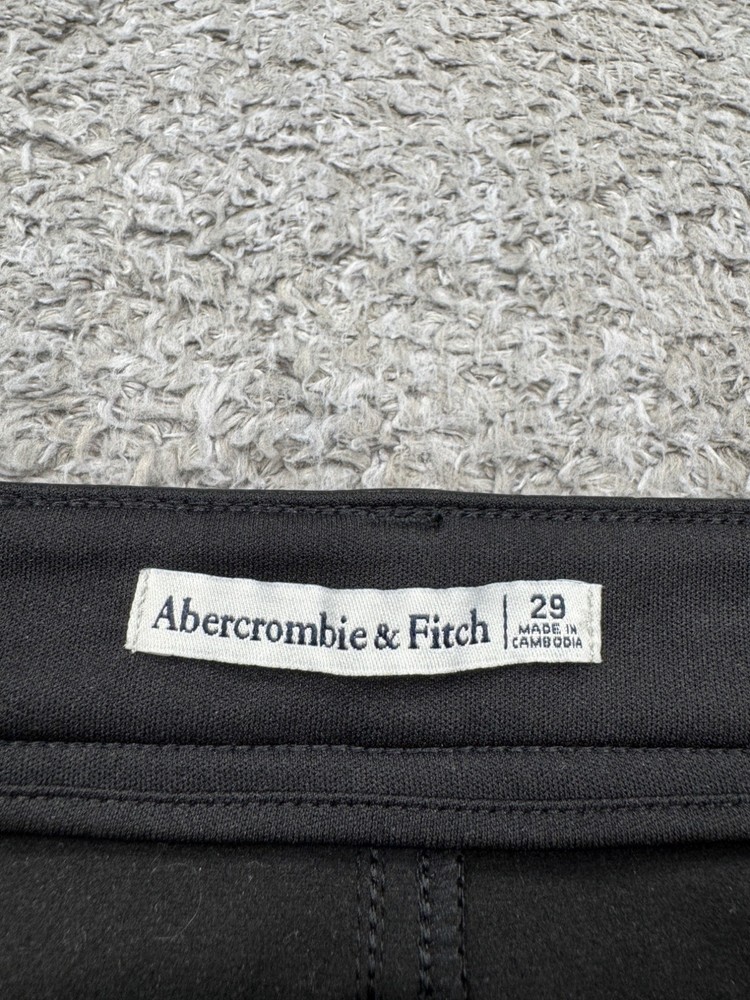 Abercrombie & Fitch
29
MADE IN
CAMBODIA